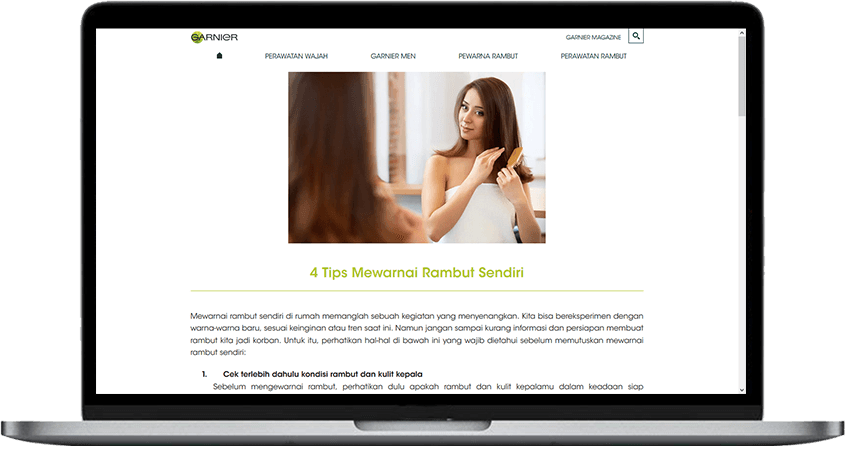 GARNIER
GARNIER MAGAZINE
PERAWATAN WAJAH GARNIER MEN PEWARNA RAMBUT PERAWATAN RAMBUT
4 Tips Mewarnai Rambut Sendiri
Mewarnai rambut sendiri di rumah memanglah sebuah kegiatan yang menyenangkan. Kita bisa bereksperimen dengan
warna-warna baru, sesuai keinginan atau tren saat ini. Namun jangan sampai kurang informasi dan persiapan membuat
rambut kita jadi korban. Untuk itu, perhatikan hal-hal di bawah ini yang wajib dietahui sebelum memutuskan mewarnai
rambut sendiri:
1. Cek terlebih dahulu kondisi rambut dan kulit kepala
Sebelum mengewarnai rambut, perhatikan dulu apakah rambut dan kulit kepalamu dalam keadaan siap